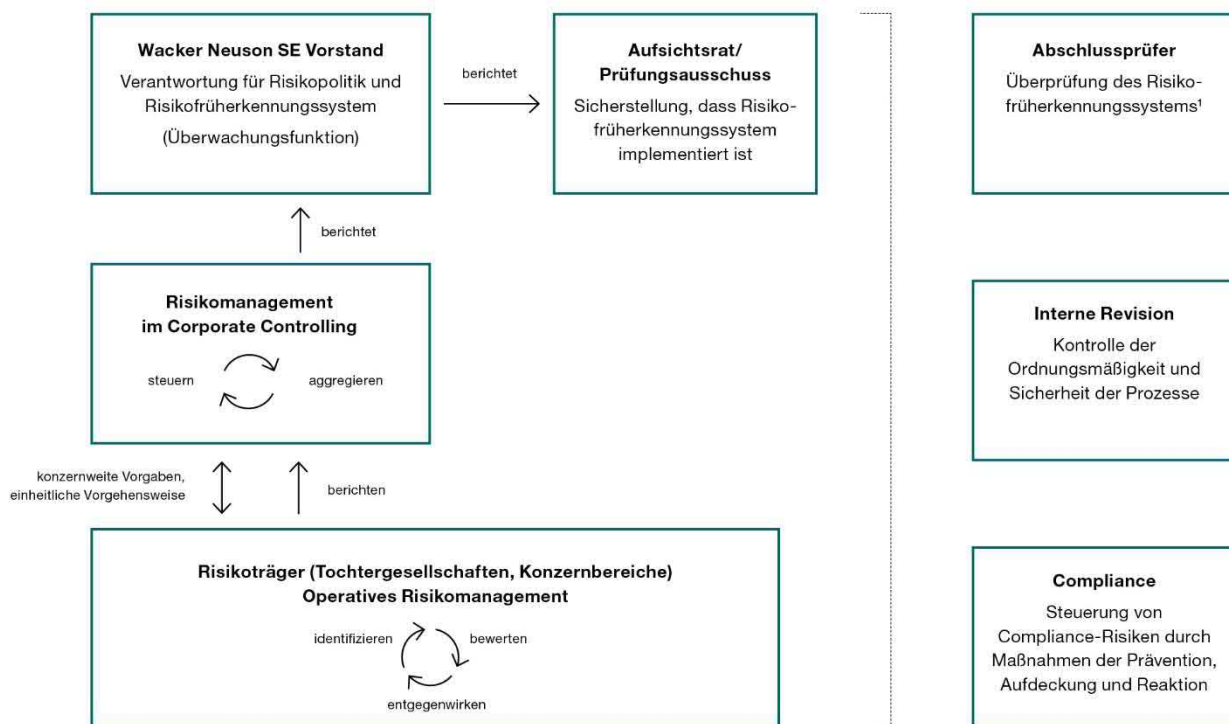 Wacker Neuson SE Vorstand
Verantwortung für Risikopolitik und
Risikofrüherkennungssystem
(Überwachungsfunktion)
berichtet
Aufsichtsrat/
Prüfungsausschuss
Sicherstellung, dass Risiko-
früherkennungssystem
implementiert ist
Abschlussprüfer
Überprüfung des Risiko-
früherkennungssystems¹
berichtet
Risikomanagement
im Corporate Controlling
steuern
aggregieren
Interne Revision
Kontrolle der
Ordnungsmäßigkeit und
Sicherheit der Prozesse
konzernweite Vorgaben,
einheitliche Vorgehensweise
berichten
Risikoträger (Tochtergesellschaften, Konzernbereiche)
Operatives Risikomanagement
identifizieren
bewerten
entgegenwirken
Compliance
Steuerung von
Compliance-Risiken durch
Maßnahmen der Prävention,
Aufdeckung und Reaktion